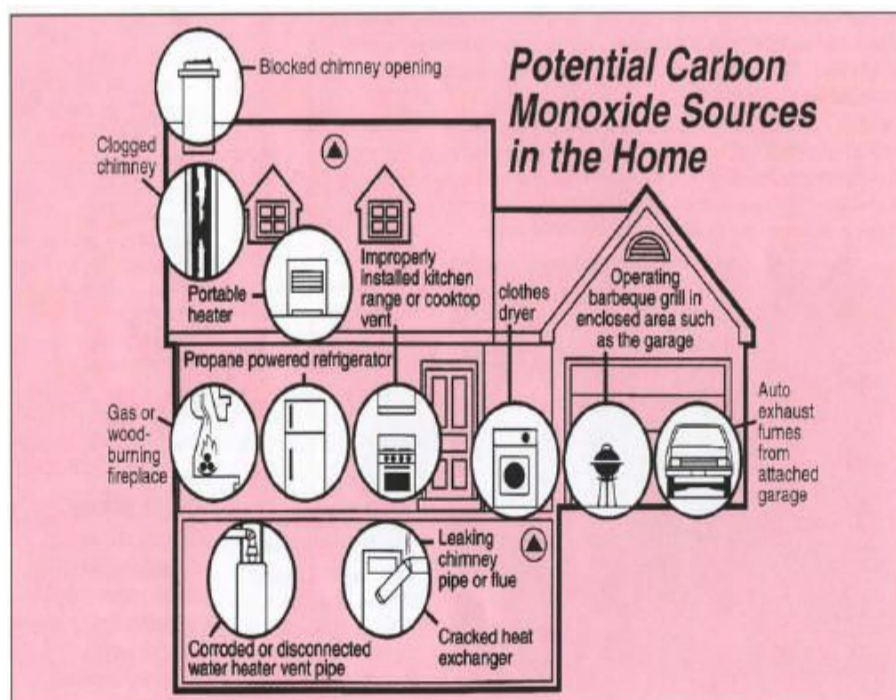 Potential Carbon
Monoxide Sources
in the Home
Blocked chimney opening
Clogged
chimney
Portable
heater
Improperly
installed kitchen
range or cooktop
vent
clothes
dryer
Operating
barbeque grill in
enclosed area such
as the garage
Propane powered refrigerator
Gas or
wood-
burning
fireplace
Auto
exhaust
fumes
from
attached
garage
Leaking
chimney
pipe or flue
Corroded or disconnected
water heater vent pipe
Cracked heat
exchanger